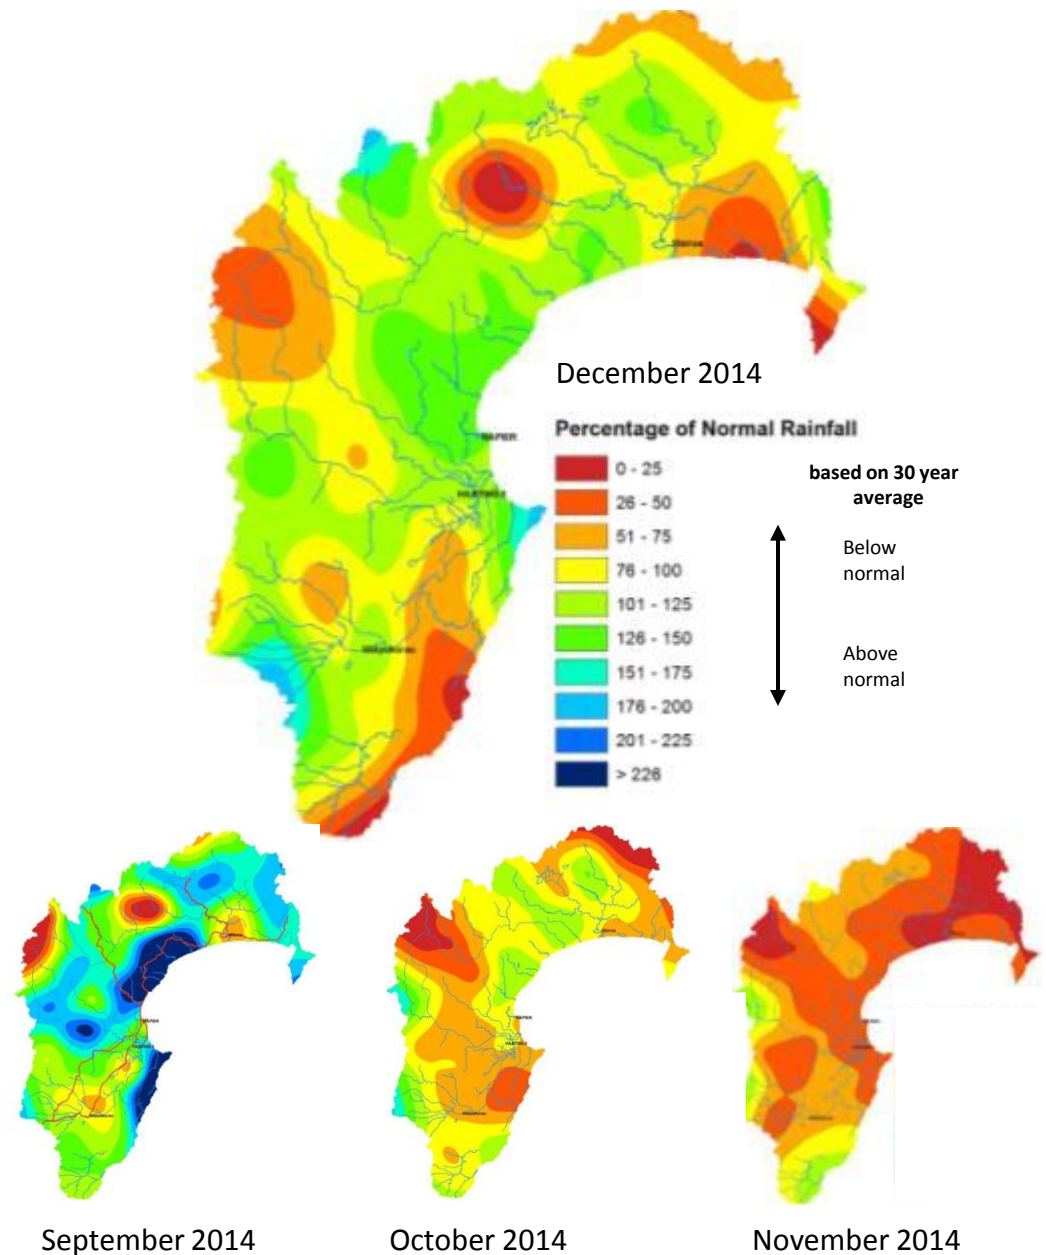 December 2014
Percentage of Normal Rainfall
0 - 25
26 - 50
51 - 75
76 - 100
101 - 125
126 - 150
151 - 175
176 - 200
201 - 225
> 226
based on 30 year
average
Below
normal
Above
normal
NAPIER
HASTINGS
Waipukurau
September 2014
October 2014
November 2014